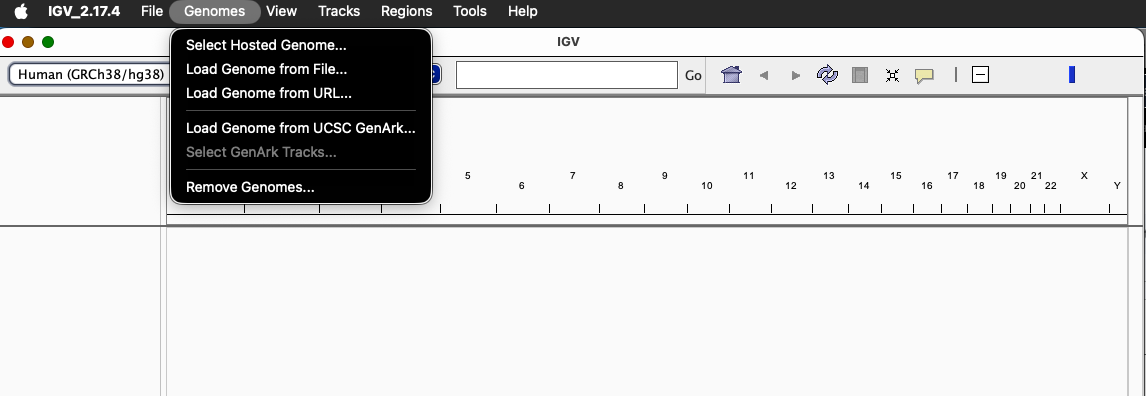 IGV_2.17.4 File Genomes View Tracks Regions Tools Help
IGV
Human (GRCh38/hg38) Go
Select Hosted Genome...
Load Genome from File...
Load Genome from URL...
Load Genome from UCSC GenArk...
Select GenArk Tracks...
Remove Genomes...
5 7 9 11 13 15 17 19 21 X
6 8 10 12 14 16 18 20 22 Y